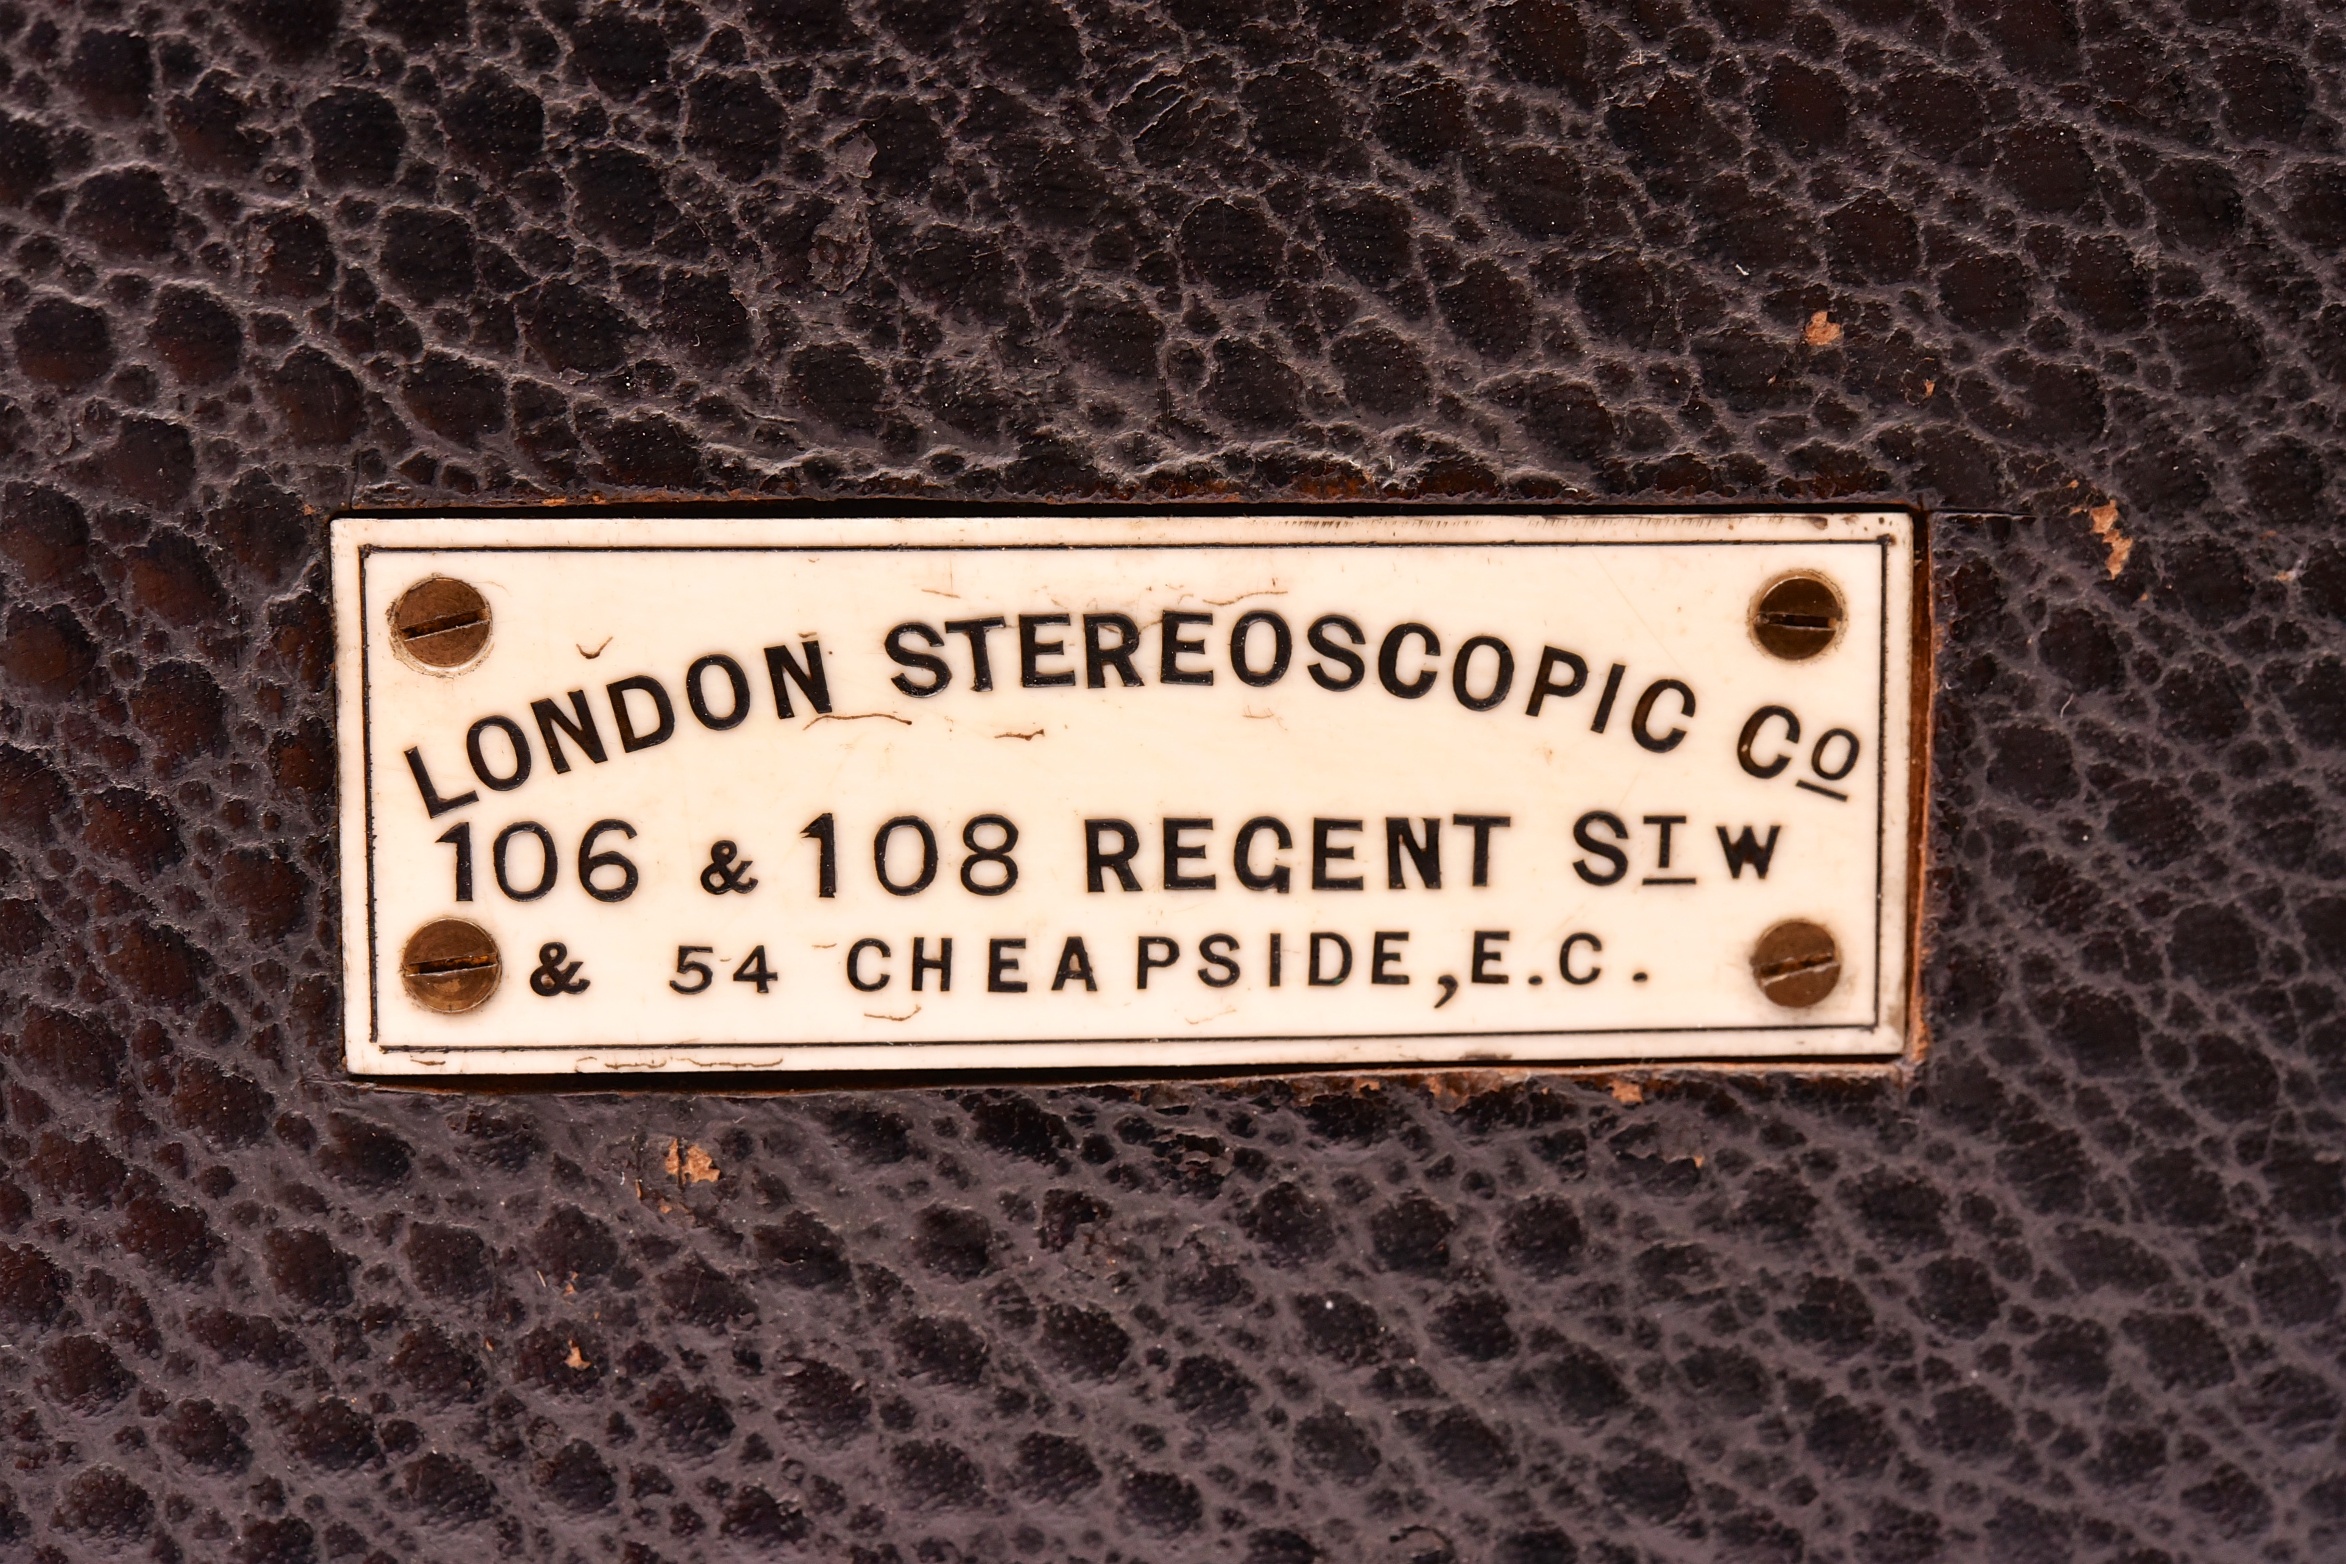 LONDON STEREOSCOPIC Co
106 & 108 REGENT ST W
& 54 CHEAPSIDE, E.C.